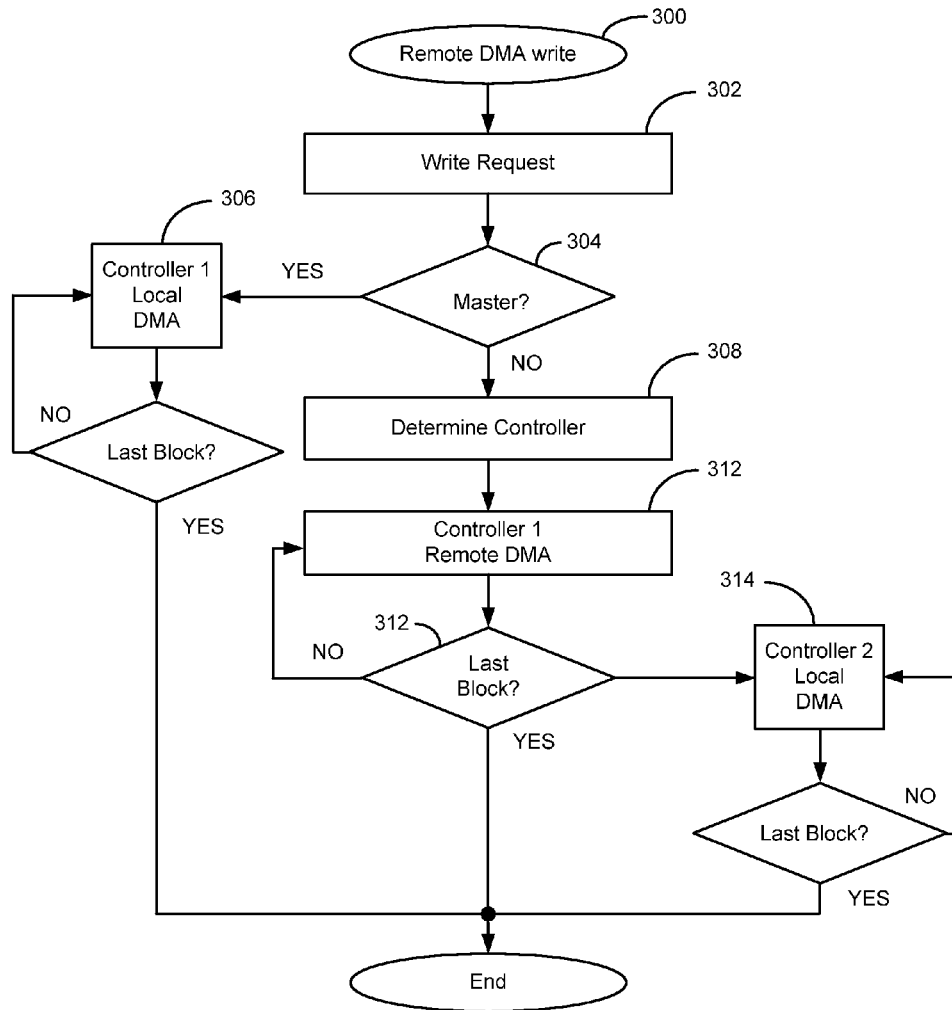 300
Remote DMA write
302
Write Request
306
304
Controller 1
Local
DMA
YES
Master?
NO
308
NO
Determine Controller
Last Block?
312
YES
Controller 1
Remote DMA
314
312
NO
Last
Block?
Controller 2
Local
DMA
YES
NO
Last Block?
YES
End